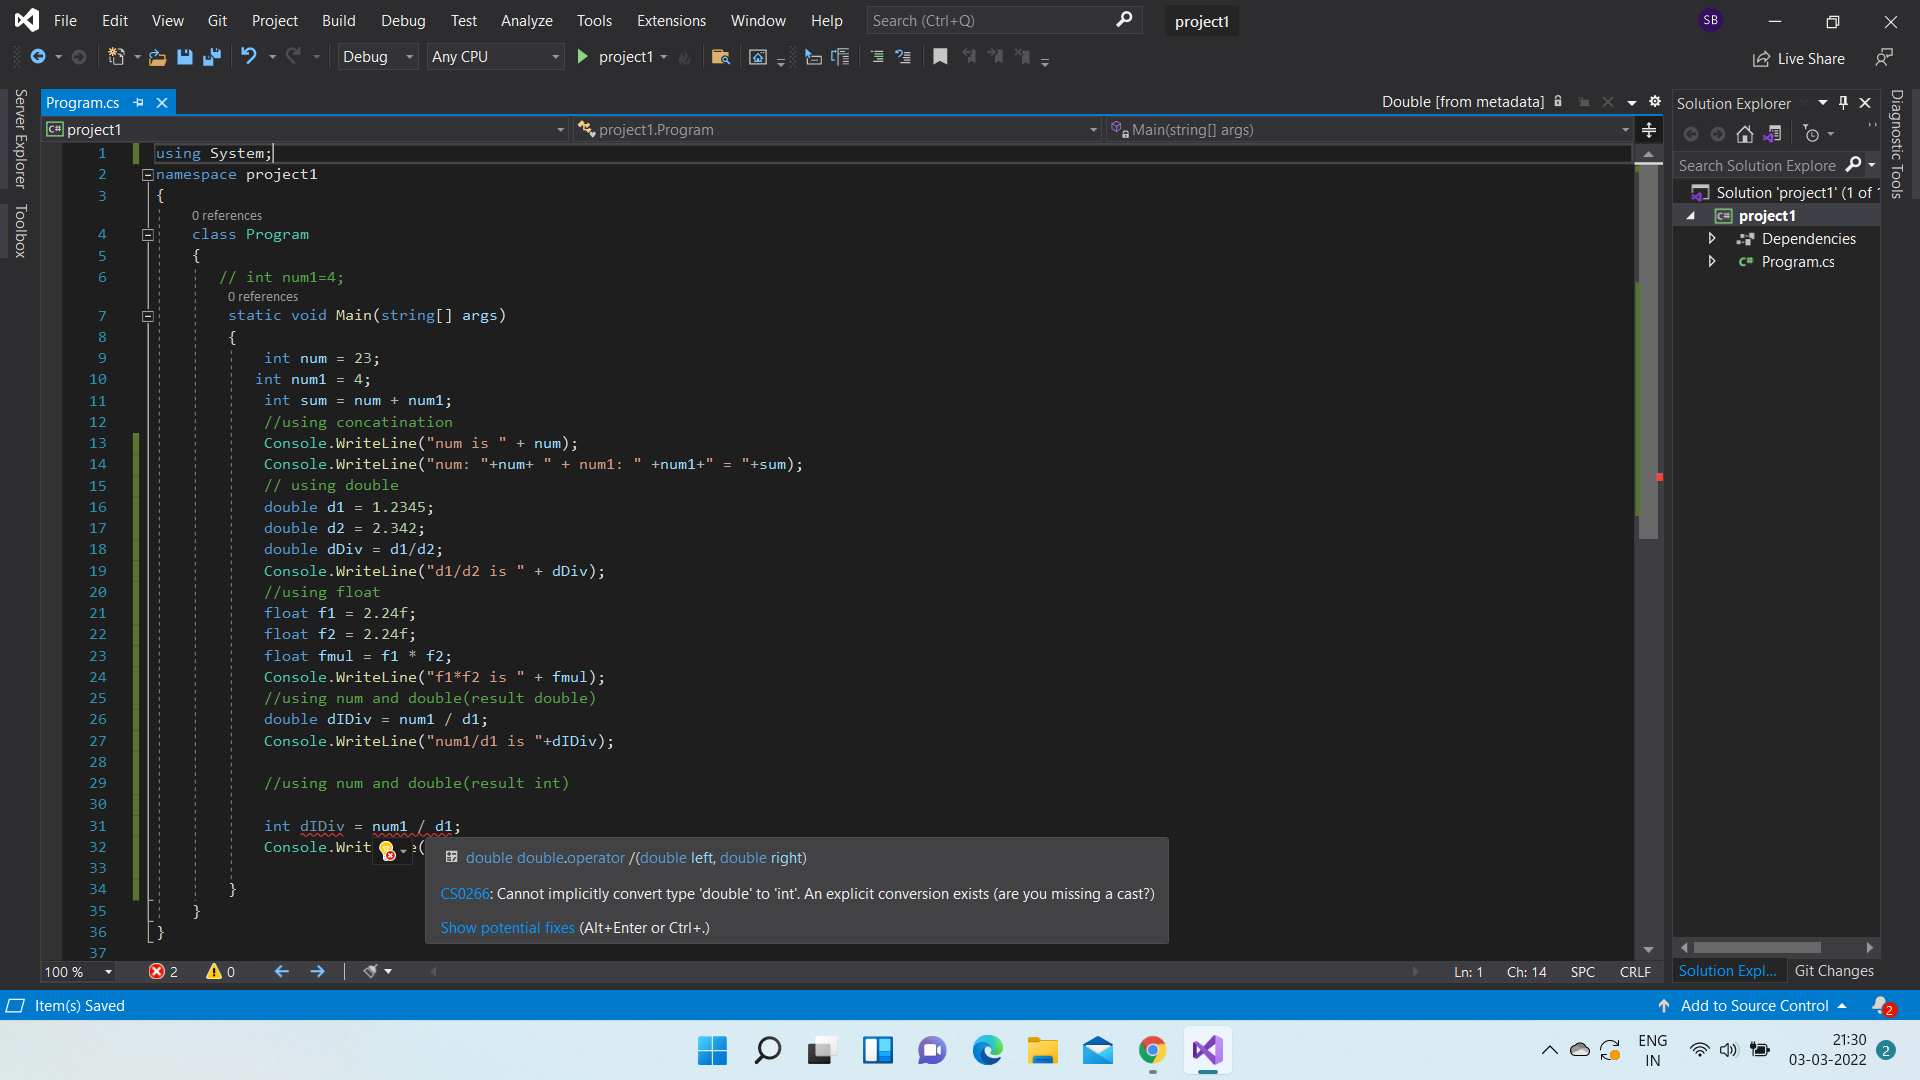 File Edit View Git Project Build Debug Test Analyze Tools Extensions Window Help Search (Ctrl+Q) project1 SB
Debug Any CPU project1 Live Share
Program.cs Double [from metadata] Solution Explorer
project1 project1.Program Main(string[] args)
Server Explorer
Toolbox
Diagnostic Tools
1 using System;
2 namespace project1
3 {
0 references
4 class Program
5 {
6 // int num1=4;
0 references
7 static void Main(string[] args)
8 {
9 int num = 23;
10 int num1 = 4;
11 int sum = num + num1;
12 //using concatination
13 Console.WriteLine("num is " + num);
14 Console.WriteLine("num: "+num+ " + num1: " +num1+" = "+sum);
15 // using double
16 double d1 = 1.2345;
17 double d2 = 2.342;
18 double dDiv = d1/d2;
19 Console.WriteLine("d1/d2 is " + dDiv);
20 //using float
21 float f1 = 2.24f;
22 float f2 = 2.24f;
23 float fmul = f1 * f2;
24 Console.WriteLine("f1*f2 is " + fmul);
25 //using num and double(result double)
26 double dIDiv = num1 / d1;
27 Console.WriteLine("num1/d1 is "+dIDiv);
28
29 //using num and double(result int)
30
31 int dIDiv = num1 / d1;
32 Console.Writ e(
33
34 }
35 }
36 }
37
double double.operator /(double left, double right)
CS0266: Cannot implicitly convert type 'double' to 'int'. An explicit conversion exists (are you missing a cast?)
Show potential fixes (Alt+Enter or Ctrl+.)
Search Solution Explore
Solution 'project1' (1 of 1
project1
Dependencies
Program.cs
100 % 2 0 Ln: 1 Ch: 14 SPC CRLF
Solution Expl... Git Changes
Item(s) Saved Add to Source Control 2
ENG
IN
21:30
03-03-2022
2